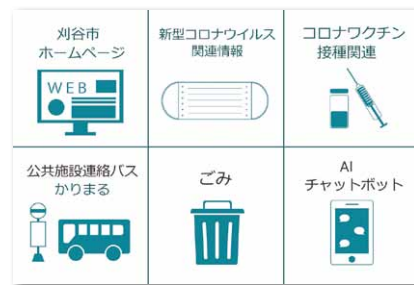 刈谷市
ホームページ
WEB
新型コロナウイルス
関連情報
コロナワクチン
接種関連
公共施設連絡バス
かりまる
ごみ
AI
チャットボット